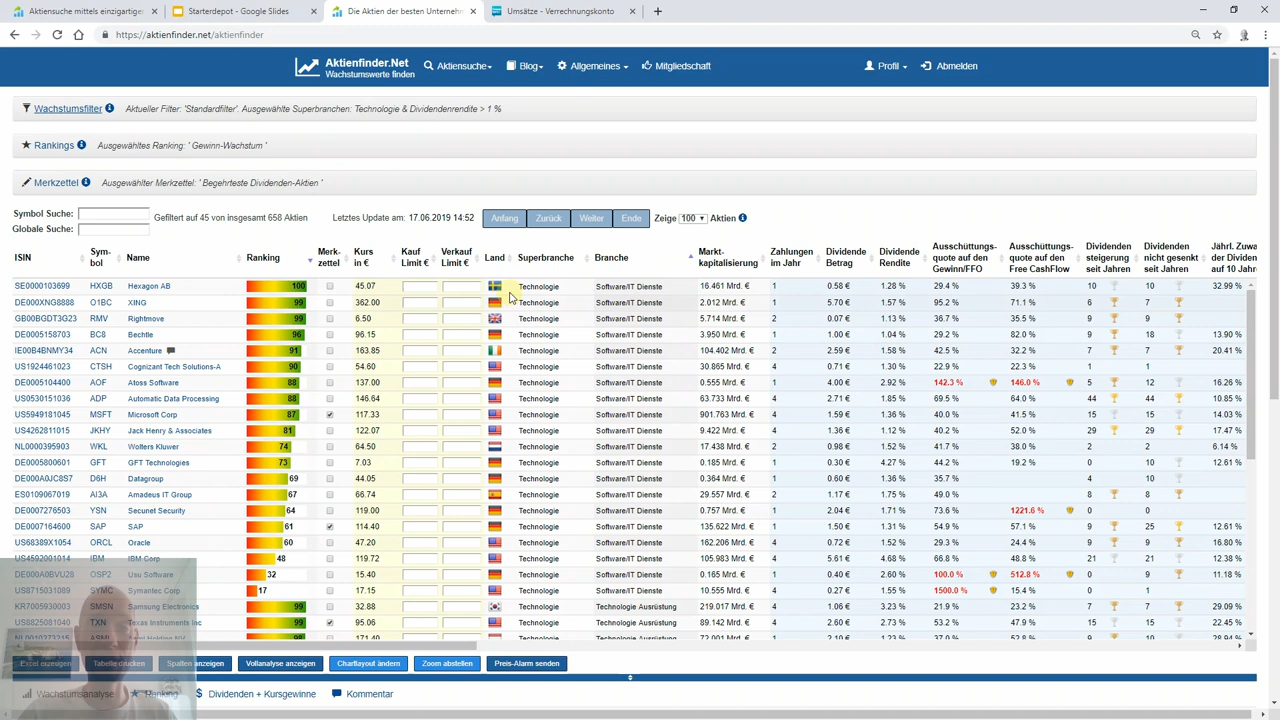 Aktiensuche mittels einzigartiger
Starterdepot - Google Slides
Die Aktien der besten Unternehm
Umsätze - Verrechnungskonto
https://aktienfinder.net/aktienfinder
Aktienfinder.Net
Wachstumswerte finden
Aktiensuche
Blog
Allgemeines
Mitgliedschaft
Profil
Abmelden
Wachstumsfilter Aktueller Filter: 'Standardfilter'. Ausgewählte Superbranchen: Technologie & Dividendenrendite > 1 %
Rankings Ausgewähltes Ranking: ' Gewinn-Wachstum '
Merkzettel Ausgewählter Merkzettel: ' Begehrteste Dividenden-Aktien '
Symbol Suche: Gefiltert auf 45 von insgesamt 658 Aktien Letztes Update am: 17.06.2019 14:52 Anfang Zurück Weiter Ende Zeige 100 Aktien
Globale Suche:
ISIN Sym-bol Name Ranking Merk-zettel Kurs in € Kauf Limit € Verkauf Limit € Land Superbranche Branche Markt-kapitalisierung Zahlungen im Jahr Dividende Betrag Dividende Rendite Ausschüttungs-quote auf den Gewinn/FFO Ausschüttungs-quote auf den Free CashFlow Dividenden steigerung seit Jahren Dividenden nicht gesenkt seit Jahren Jährl. Zuwa der Dividen auf 10 Jahre
SE0000103699 HXGB Hexagon AB 100 45.07 Technologie Software/IT Dienste 16.461 Mrd. € 1 0.58 € 1.28 % 29.4 % 39.3 % 10 10 32.99 %
DE000XNG8888 O1BC XING 99 362.00 Technologie Software/IT Dienste 2.012 Mrd. € 1 5.70 € 1.57 % 95.2 % 71.1 % 6 7
GB00BGDT3G23 RMV Rightmove 99 6.50 Technologie Software/IT Dienste 5.714 Mrd. € 2 0.07 € 1.13 % 36.7 % 35.5 % 9 9
DE0005158703 BC8 Bechtle 96 96.15 Technologie Software/IT Dienste 3.950 Mrd. € 1 1.00 € 1.04 % 29.2 % 82.0 % 9 18 13.90 %
IE00B4BNMY34 ACN Accenture 91 163.85 Technologie Software/IT Dienste 104.402 Mrd. € 2 2.59 € 1.58 % 42.5 % 32.2 % 7 7 20.41 %
US1924461023 CTSH Cognizant Tech Solutions-A 90 54.60 Technologie Software/IT Dienste 30.865 Mrd. € 4 0.71 € 1.30 % 22.9 % 22.3 % 1 1
DE0005104400 AOF Atoss Software 88 137.00 Technologie Software/IT Dienste 0.555 Mrd. € 1 4.00 € 2.92 % 142.3 % 146.0 % 5 12 16.26 %
US0530151036 ADP Automatic Data Processing 88 146.64 Technologie Software/IT Dienste 63.733 Mrd. € 4 2.71 € 1.85 % 69.5 % 64.0 % 44 44 10.85 %
US5949181045 MSFT Microsoft Corp 87 117.33 Technologie Software/IT Dienste 901.763 Mrd. € 4 1.59 € 1.36 % 40.0 % 41.5 % 15 15 14.03 %
US4262811015 JKHY Jack Henry & Associates 81 122.07 Technologie Software/IT Dienste 9.422 Mrd. € 4 1.36 € 1.12 % 40.2 % 51.0 % 29 29 17.47 %
NL0000395903 WKL Wolters Kluwer 74 64.50 Technologie Software/IT Dienste 17.438 Mrd. € 2 0.98 € 1.52 % 41.7 % 38.0 % 2 2 6.14 %
DE0005800601 GFT GFT Technologies 73 7.03 Technologie Software/IT Dienste 0.185 Mrd. € 1 0.30 € 4.27 % 44.2 % 19.2 % 0 10 12.61 %
DE000A0JC8S7 D6H Datagroup 69 44.05 Technologie Software/IT Dienste 0.364 Mrd. € 1 0.60 € 1.36 % 35.7 % 4 10
ES0109067019 AI3A Amadeus IT Group 67 66.74 Technologie Software/IT Dienste 29.557 Mrd. € 2 1.17 € 1.75 % 49.0 % 8 8
DE0007276503 YSN Secunet Security 64 119.00 Technologie Software/IT Dienste 0.757 Mrd. € 1 2.04 € 1.71 % 73.6 % 1221.6 % 0 0
DE0007164600 SAP SAP 61 114.40 Technologie Software/IT Dienste 135.622 Mrd. € 1 1.50 € 1.31 % 34.9 % 57.1 % 9 25 12.61 %
US68389X1054 ORCL Oracle 60 47.20 Technologie Software/IT Dienste 162.206 Mrd. € 4 0.72 € 1.52 % 29.3 % 24.4 % 9 9 16.80 %
US4592001014 IBM IBM Corp 48 119.72 Technologie Software/IT Dienste 105.983 Mrd. € 4 5.61 € 4.68 % 66.8 % 48.8 % 21 21 12.38 %
DE000A0BVU28 OSP2 Usu Software 32 15.40 Technologie Software/IT Dienste 0.165 Mrd. € 1 0.40 € 2.60 % 100.0 % 512.8 % 0 9 11.18 %
US8715031089 SYMC Symantec Corp 17 17.15 Technologie Software/IT Dienste 10.555 Mrd. € 4 0.27 € 1.55 % 1500.0 % 15.4 % 0 1
KR7005930003 SMSN Samsung Electronics 99 32.88 Technologie Technologie Ausrüstung 219.017 Mrd. € 4 1.06 € 3.23 % 21.9 % 23.2 % 7 7 29.09 %
US8825081040 TXN Texas Instruments Inc 99 95.06 Technologie Technologie Ausrüstung 89.142 Mrd. € 4 2.60 € 2.73 % 53.2 % 47.9 % 15 15 22.45 %
Technologie Technologie Ausrüstung
Excel erzeugen Tabelle drucken Spalten anzeigen Vollanalyse anzeigen Chartlayout ändern Zoom abstellen Preis-Alarm senden
Wachstumsanalyse Ranking Dividenden + Kursgewinne Kommentar